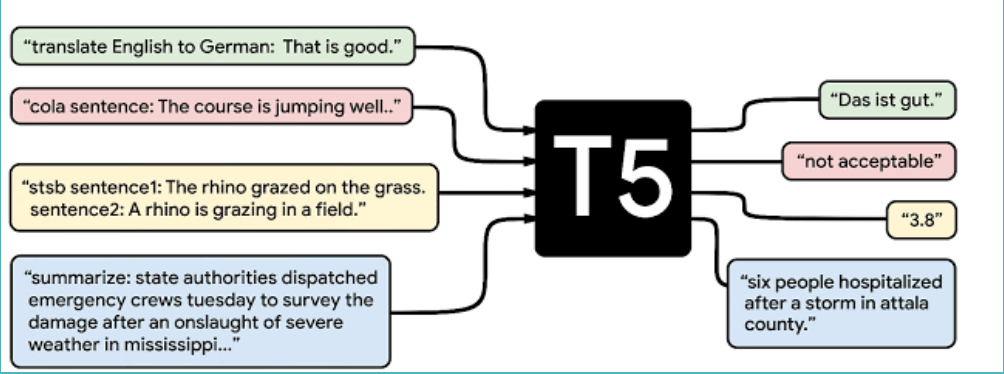 “translate English to German:  That is good.”
“cola sentence: The course is jumping well..”
“stsb sentence1: The rhino grazed on the grass.
sentence2: A rhino is grazing in a field.”
“summarize: state authorities dispatched
emergency crews tuesday to survey the
damage after an onslaught of severe
weather in mississippi...”
T5
“Das ist gut.”
“not acceptable”
“3.8”
“six people hospitalized
after a storm in attala
county.”